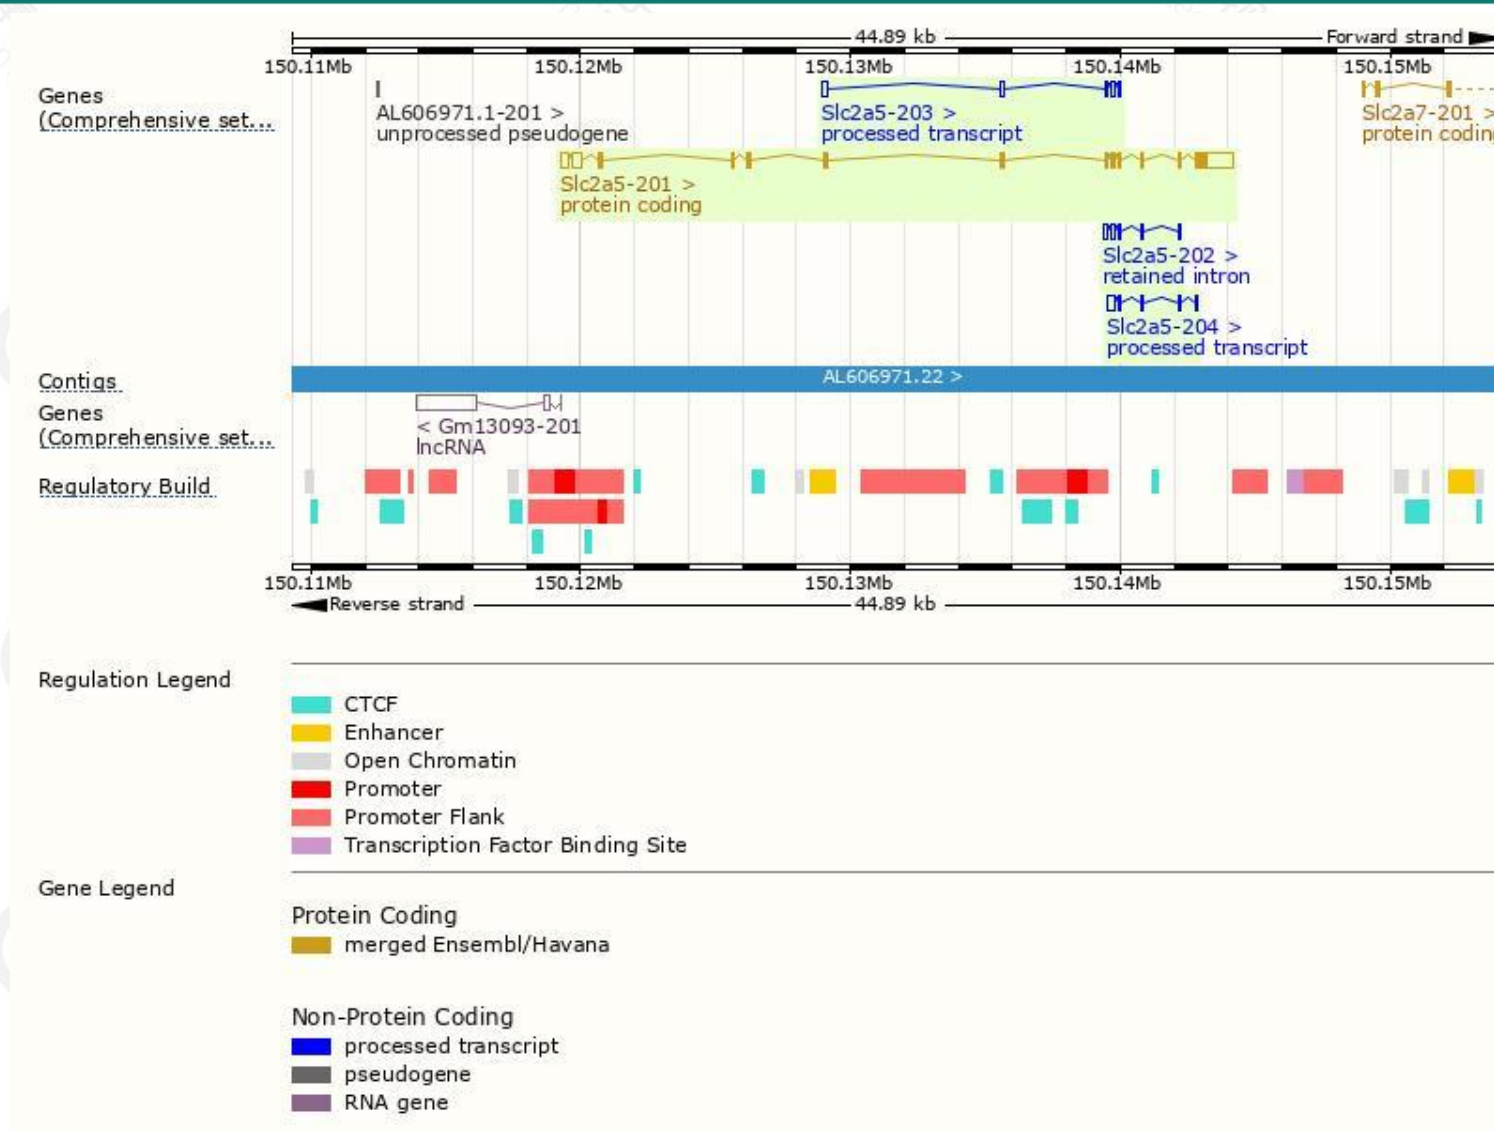 44.89 kb Forward strand
150.11Mb 150.12Mb 150.13Mb 150.14Mb 150.15Mb
Genes
(Comprehensive set...
AL606971.1-201 >
unprocessed pseudogene
Slc2a5-203 >
processed transcript
Slc2a7-201 >
protein coding
Slc2a5-201 >
protein coding
Slc2a5-202 >
retained intron
Slc2a5-204 >
processed transcript
Contigs
AL606971.22 >
Genes
(Comprehensive set...
< Gm13093-201
lncRNA
Regulatory Build
150.11Mb 150.12Mb 150.13Mb 150.14Mb 150.15Mb
Reverse strand 44.89 kb
Regulation Legend
CTCF
Enhancer
Open Chromatin
Promoter
Promoter Flank
Transcription Factor Binding Site
Gene Legend
Protein Coding
merged Ensembl/Havana
Non-Protein Coding
processed transcript
pseudogene
RNA gene